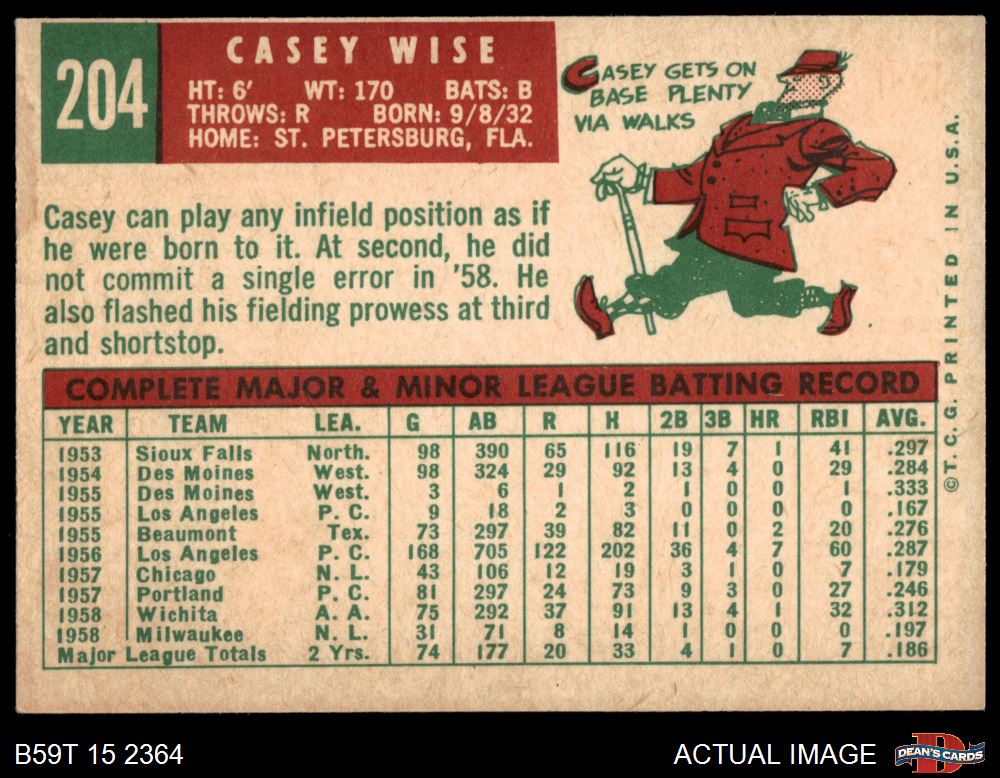 204
CASEY WISE
HT: 6' WT: 170 BATS: B
THROWS: R BORN: 9/8/32
HOME: ST. PETERSBURG, FLA.
CASEY GETS ON
BASE PLENTY
VIA WALKS
Casey can play any infield position as if
he were born to it. At second, he did
not commit a single error in '58. He
also flashed his fielding prowess at third
and shortstop.
COMPLETE MAJOR & MINOR LEAGUE BATTING RECORD
YEAR TEAM LEA. G AB R H 2B 3B HR RBI AVG.
1953 Sioux Falls North. 98 390 65 116 19 7 1 41 .297
1954 Des Moines West. 98 324 29 92 13 4 0 29 .284
1955 Des Moines West. 3 6 1 2 1 0 0 1 .333
1955 Los Angeles P. C. 9 18 2 3 0 0 0 0 .167
1955 Beaumont Tex. 73 297 39 82 11 0 2 20 .276
1956 Los Angeles P. C. 168 705 122 202 36 4 7 60 .287
1957 Chicago N. L. 43 106 12 19 3 1 0 7 .179
1957 Portland P. C. 81 297 24 73 9 3 0 27 .246
1958 Wichita A. A. 75 292 37 91 13 4 1 32 .312
1958 Milwaukee N. L. 31 71 8 14 1 0 0 0 .197
Major League Totals 2 Yrs. 74 177 20 33 4 1 0 7 .186
©T. C. G. PRINTED IN U.S.A.
B59T 15 2364
ACTUAL IMAGE
DEAN'S CARDS